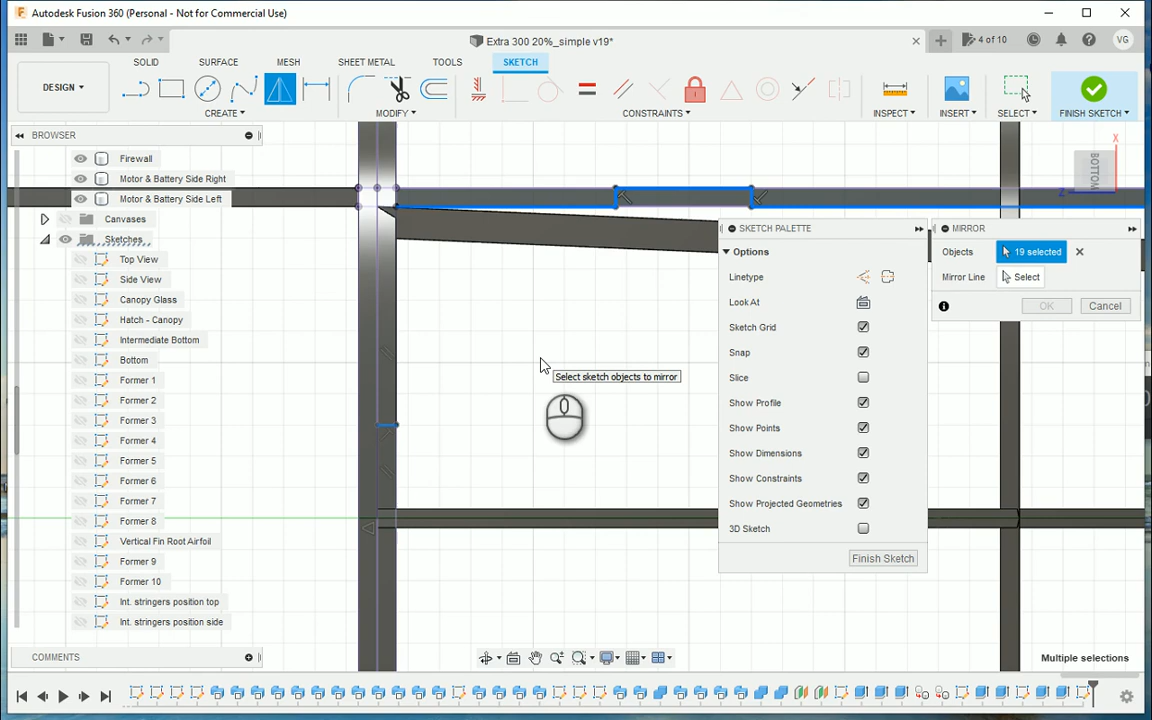 Autodesk Fusion 360 (Personal - Not for Commercial Use)
Extra 300 20%_simple v19*
4 of 10
VG
SOLID
SURFACE
MESH
SHEET METAL
TOOLS
SKETCH
DESIGN
CREATE
MODIFY
CONSTRAINTS
INSPECT
INSERT
SELECT
FINISH SKETCH
BROWSER
Firewall
Motor & Battery Side Right
Motor & Battery Side Left
Canvases
Sketches
Top View
Side View
Canopy Glass
Hatch - Canopy
Intermediate Bottom
Bottom
Former 1
Former 2
Former 3
Former 4
Former 5
Former 6
Former 7
Former 8
Vertical Fin Root Airfoil
Former 9
Former 10
Int. stringers position top
Int. stringers position side
COMMENTS
BOTTOM
X
Z
Select sketch objects to mirror
SKETCH PALETTE
Options
Linetype
Look At
Sketch Grid
Snap
Slice
Show Profile
Show Points
Show Dimensions
Show Constraints
Show Projected Geometries
3D Sketch
Finish Sketch
MIRROR
Objects
19 selected
Mirror Line
Select
OK
Cancel
Multiple selections